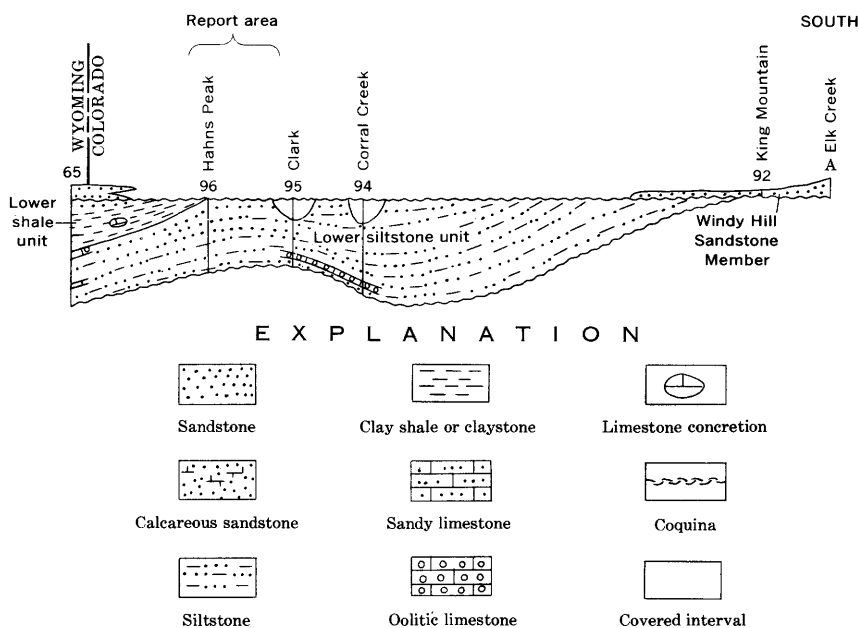 Report area
SOUTH
WYOMING
COLORADO
Hahns Peak
Clark
Corral Creek
King Mountain
Elk Creek
65
96
95
94
92
A
Lower
shale
unit
Lower siltstone unit
Windy Hill
Sandstone
Member
EXPLANATION
Sandstone
Clay shale or claystone
Limestone concretion
Calcareous sandstone
Sandy limestone
Coquina
Siltstone
Oolitic limestone
Covered interval